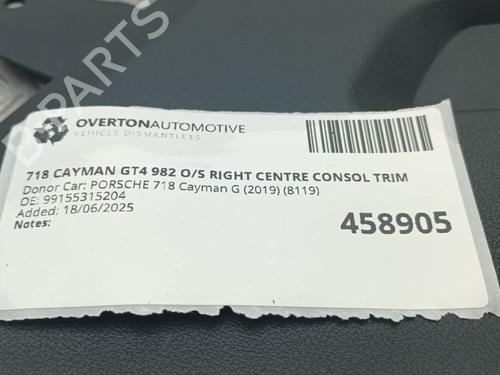 B-PARTS
OVERTONAUTOMOTIVE
VEHICLE DISMANTLERS
718 CAYMAN GT4 982 O/S RIGHT CENTRE CONSOL TRIM
Donor Car: PORSCHE 718 Cayman G (2019) (8119)
OE: 99155315204
Added: 18/06/2025
Notes:
458905